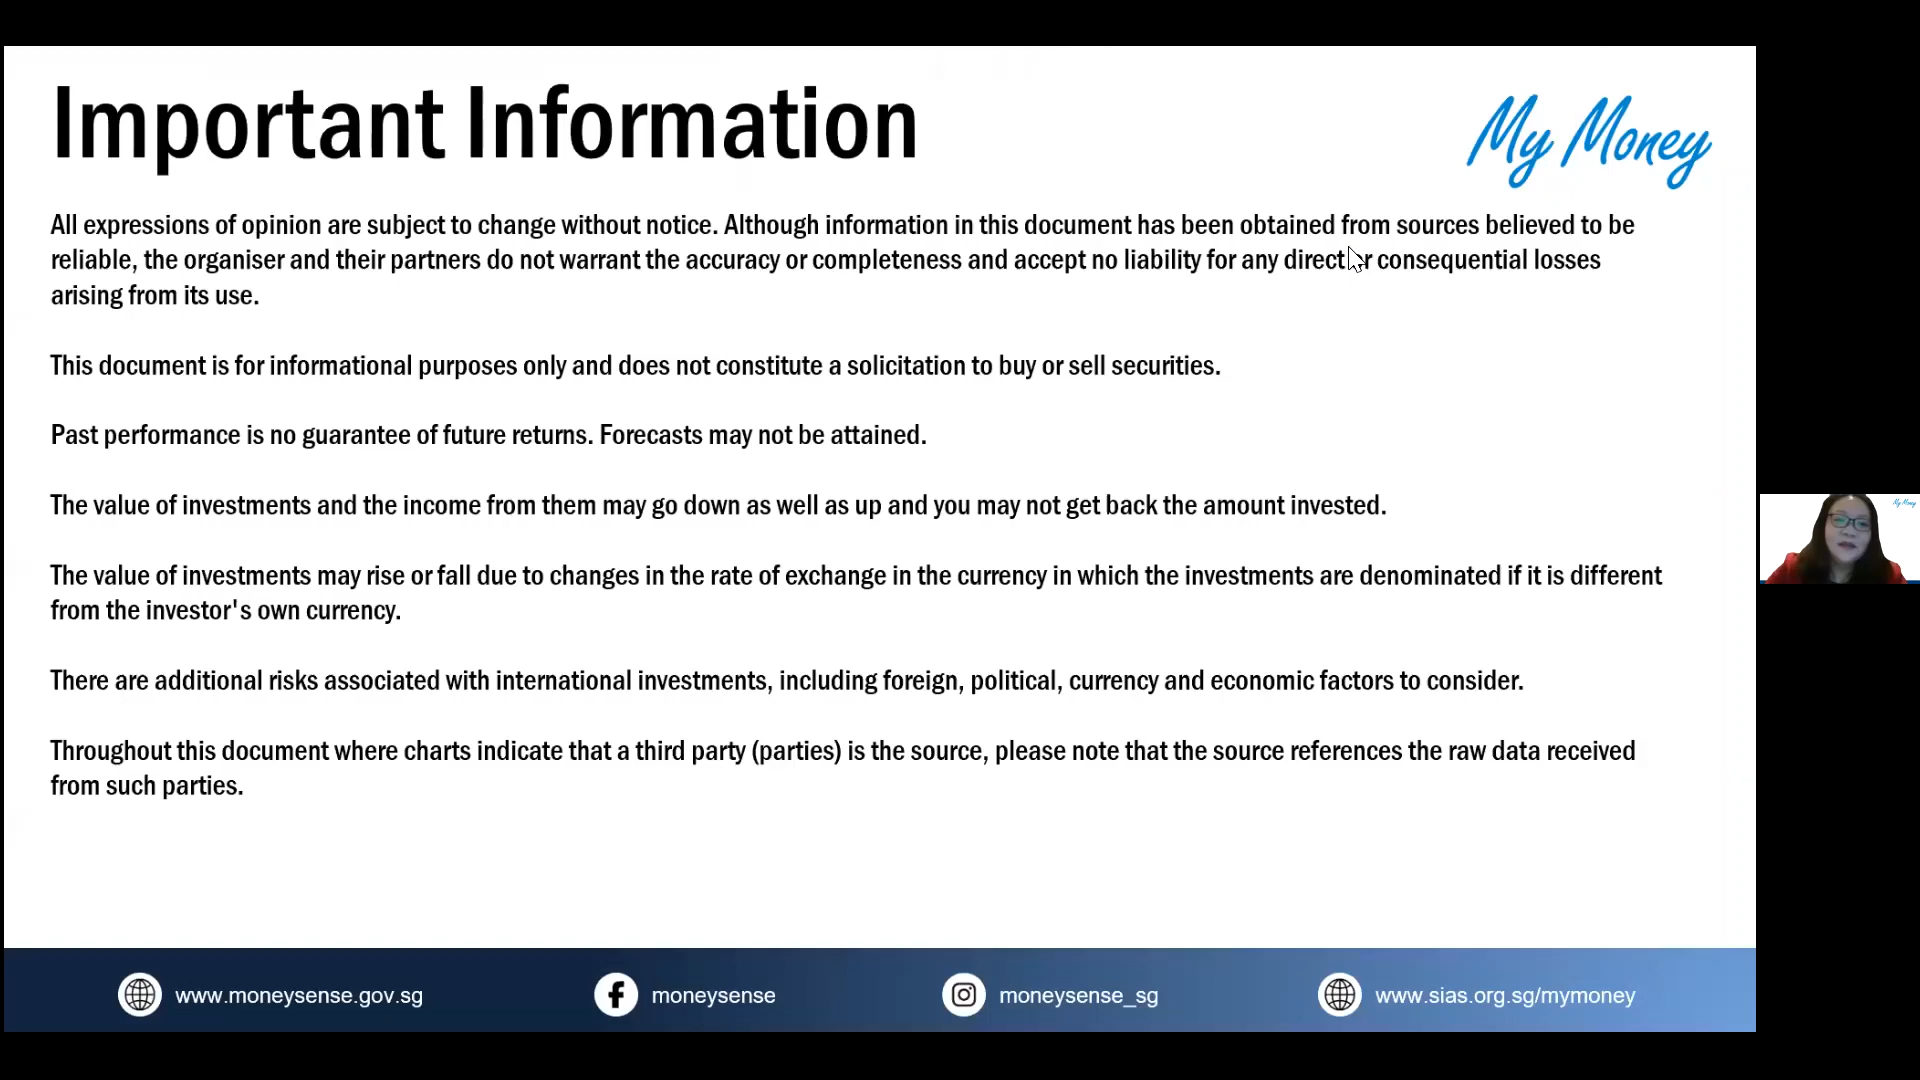 Important Information
My Money
All expressions of opinion are subject to change without notice. Although information in this document has been obtained from sources believed to be
reliable, the organiser and their partners do not warrant the accuracy or completeness and accept no liability for any direct or consequential losses
arising from its use.
This document is for informational purposes only and does not constitute a solicitation to buy or sell securities.
Past performance is no guarantee of future returns. Forecasts may not be attained.
The value of investments and the income from them may go down as well as up and you may not get back the amount invested.
The value of investments may rise or fall due to changes in the rate of exchange in the currency in which the investments are denominated if it is different
from the investor's own currency.
There are additional risks associated with international investments, including foreign, political, currency and economic factors to consider.
Throughout this document where charts indicate that a third party (parties) is the source, please note that the source references the raw data received
from such parties.
My Money
www.moneysense.gov.sg
moneysense
moneysense_sg
www.sias.org.sg/mymoney